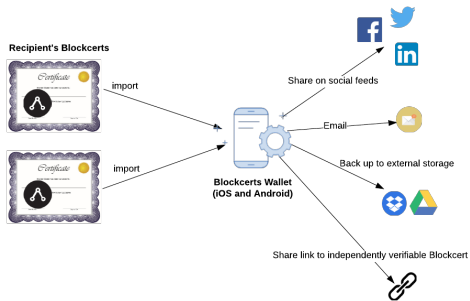 Recipient's Blockcerts
Certificate
import
Certificate
import
Blockcerts Wallet
(iOS and Android)
Share on social feeds
Email
Back up to external storage
Share link to independently verifiable Blockcert